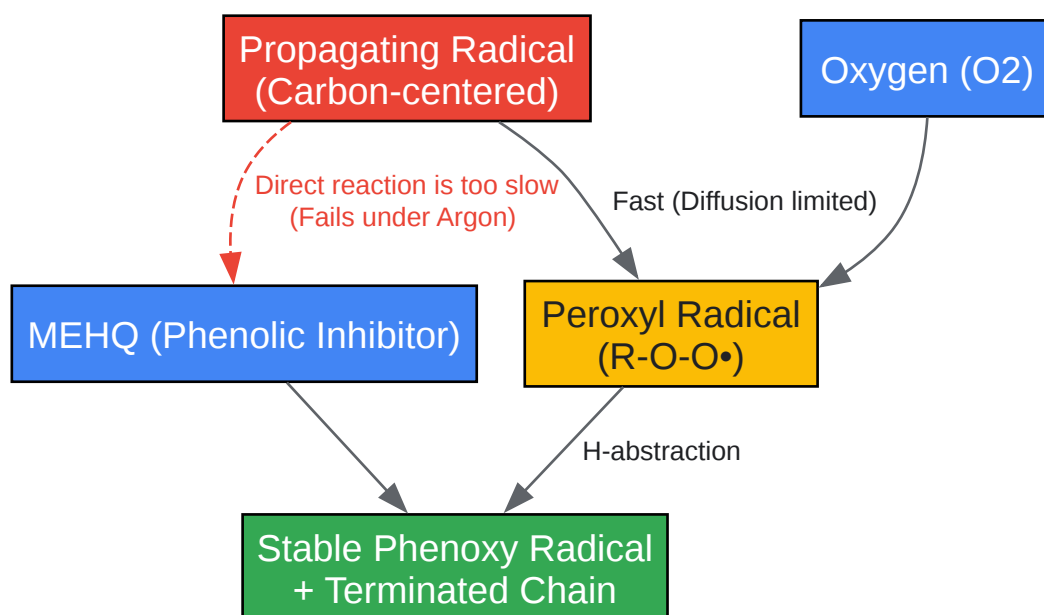 Propagating Radical
(Carbon-centered)
Oxygen (O2)
Direct reaction is too slow
(Fails under Argon)
Fast (Diffusion limited)
MEHQ (Phenolic Inhibitor)
Peroxyl Radical
(R-O-O•)
H-abstraction
Stable Phenoxy Radical
+ Terminated Chain